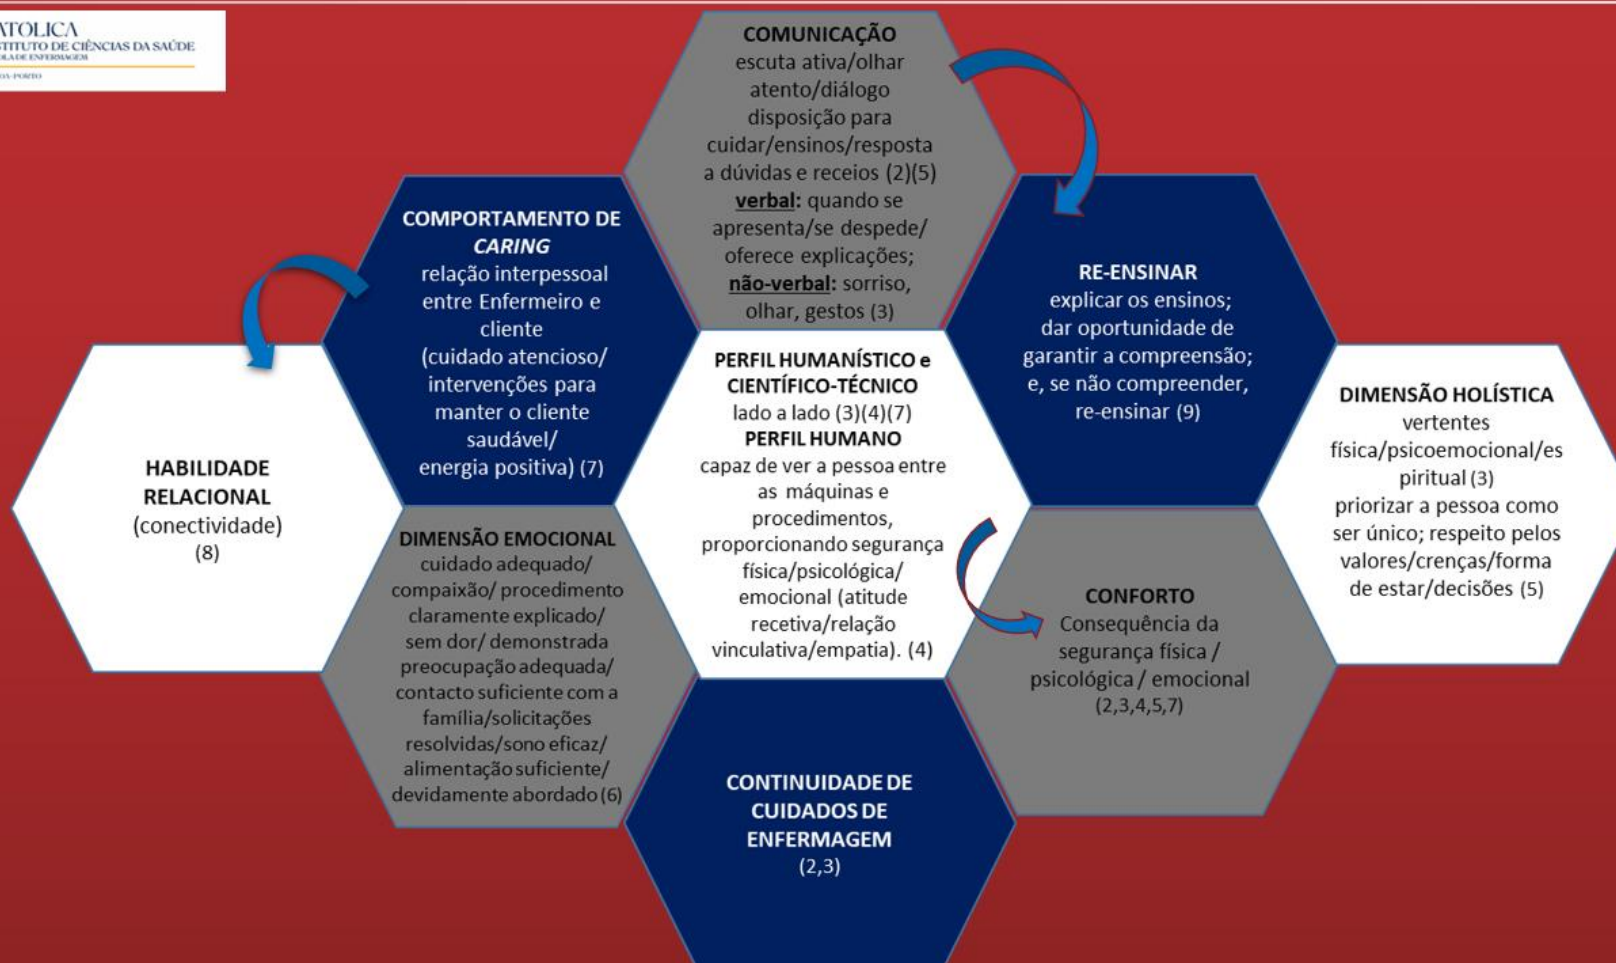 CATOLICA
INSTITUTO DE CIÊNCIAS DA SAÚDE
ESCOLA DE ENFERMAGEM
LISBOA-PORTO
COMUNICAÇÃO
escuta ativa/olhar
atento/diálogo
disposição para
cuidar/ensinos/resposta
a dúvidas e receios (2)(5)
verbal: quando se
apresenta/se despede/
oferece explicações;
não-verbal: sorriso,
olhar, gestos (3)
COMPORTAMENTO DE
CARING
relação interpessoal
entre Enfermeiro e
cliente
(cuidado atencioso/
intervenções para
manter o cliente
saudável/
energia positiva) (7)
RE-ENSINAR
explicar os ensinos;
dar oportunidade de
garantir a compreensão;
e, se não compreender,
re-ensinar (9)
HABILIDADE
RELACIONAL
(conectividade)
(8)
PERFIL HUMANÍSTICO e
CIENTÍFICO-TÉCNICO
lado a lado (3)(4)(7)
PERFIL HUMANO
capaz de ver a pessoa entre
as máquinas e
procedimentos,
proporcionando segurança
física/psicológica/
emocional (atitude
recetiva/relação
vinculativa/empatia). (4)
DIMENSÃO HOLÍSTICA
vertentes
física/psicoemocional/es
piritual (3)
priorizar a pessoa como
ser único; respeito pelos
valores/crenças/forma
de estar/decisões (5)
DIMENSÃO EMOCIONAL
cuidado adequado/
compaixão/ procedimento
claramente explicado/
sem dor/ demonstrada
preocupação adequada/
contacto suficiente com a
família/solicitações
resolvidas/sono eficaz/
alimentação suficiente/
devidamente abordado (6)
CONFORTO
Consequência da
segurança física /
psicológica / emocional
(2,3,4,5,7)
CONTINUIDADE DE
CUIDADOS DE
ENFERMAGEM
(2,3)